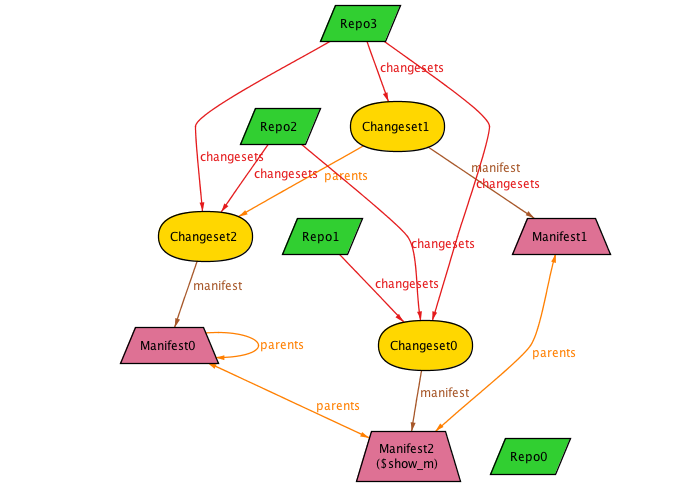 Repo3
changesets
Repo2
Changeset1
changesets
changesets
parents
manifest
changesets
Changeset2
Repo1
changesets
Manifest1
manifest
changesets
Manifest0
parents
Changeset0
parents
manifest
parents
Manifest2
($show_m)
Repo0